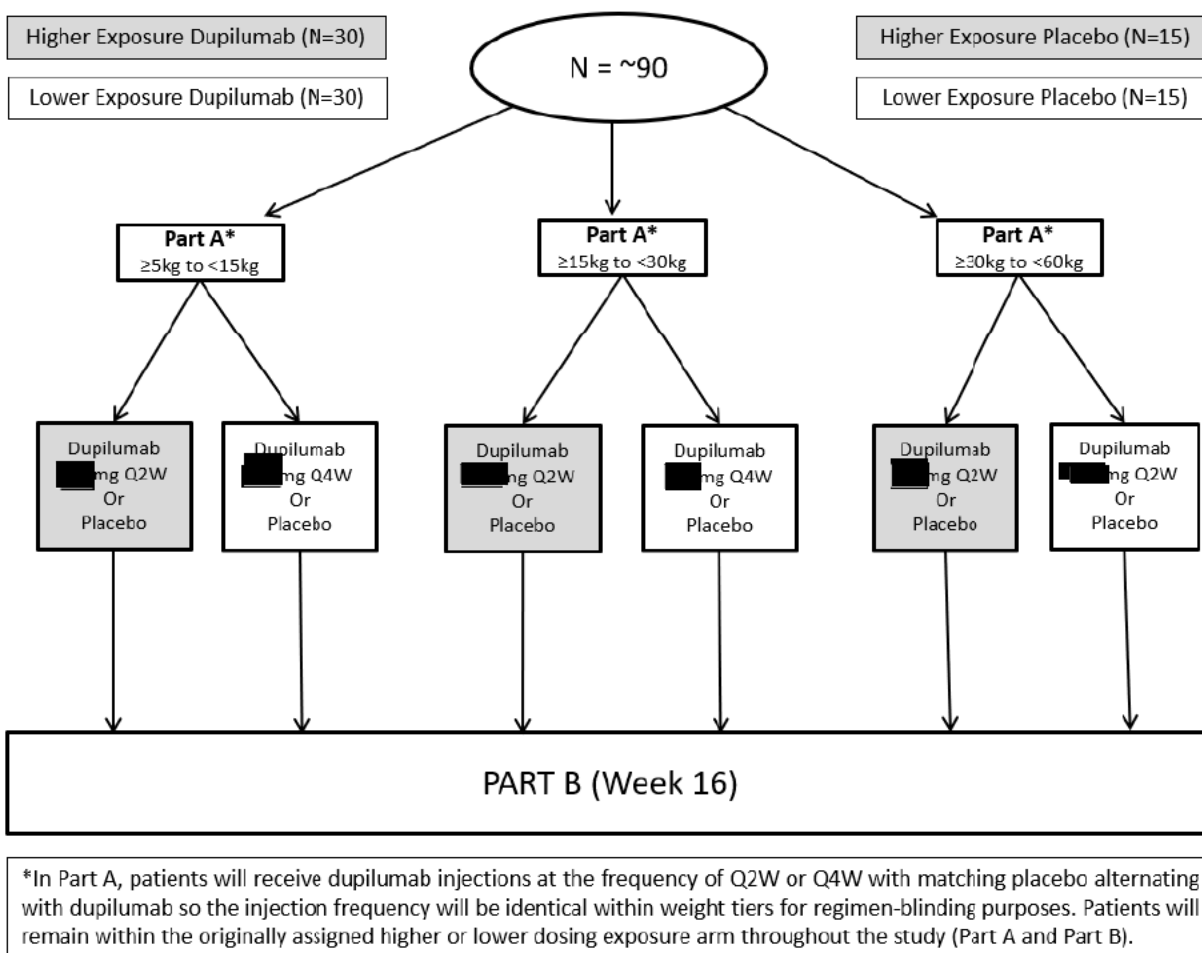 Higher Exposure Dupilumab (N=30)
Lower Exposure Dupilumab (N=30)
N = ~90
Higher Exposure Placebo (N=15)
Lower Exposure Placebo (N=15)
Part A*
≥5kg to <15kg
Part A*
≥15kg to <30kg
Part A*
≥30kg to <60kg
Dupilumab
mg Q2W
Or
Placebo
Dupilumab
mg Q4W
Or
Placebo
Dupilumab
mg Q2W
Or
Placebo
Dupilumab
mg Q4W
Or
Placebo
Dupilumab
mg Q2W
Or
Placebo
Dupilumab
mg Q2W
Or
Placebo
PART B (Week 16)
*In Part A, patients will receive dupilumab injections at the frequency of Q2W or Q4W with matching placebo alternating
with dupilumab so the injection frequency will be identical within weight tiers for regimen-blinding purposes. Patients will
remain within the originally assigned higher or lower dosing exposure arm throughout the study (Part A and Part B).